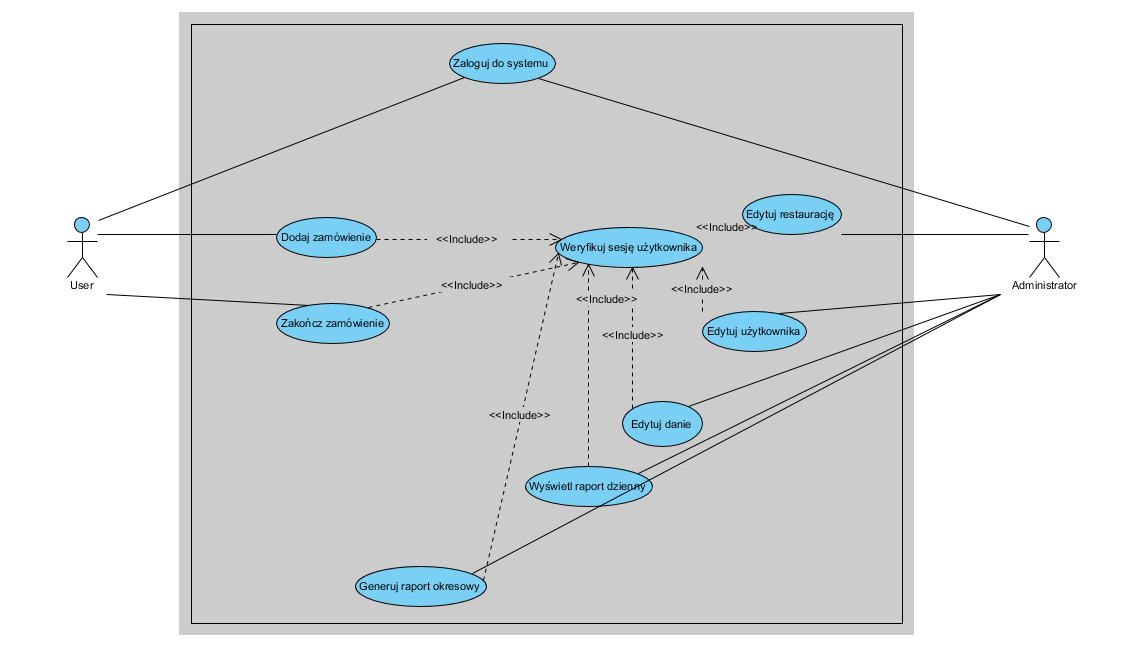 Zaloguj do systemu
Edytuj restaurację
<<Include>>
Dodaj zamówienie
<<Include>>
Weryfikuj sesję użytkownika
User
Administrator
<<Include>>
<<Include>>
<<Include>>
Zakończ zamówienie
Edytuj użytkownika
<<Include>>
<<Include>>
Edytuj danie
Wyświetl raport dzienny
Generuj raport okresowy